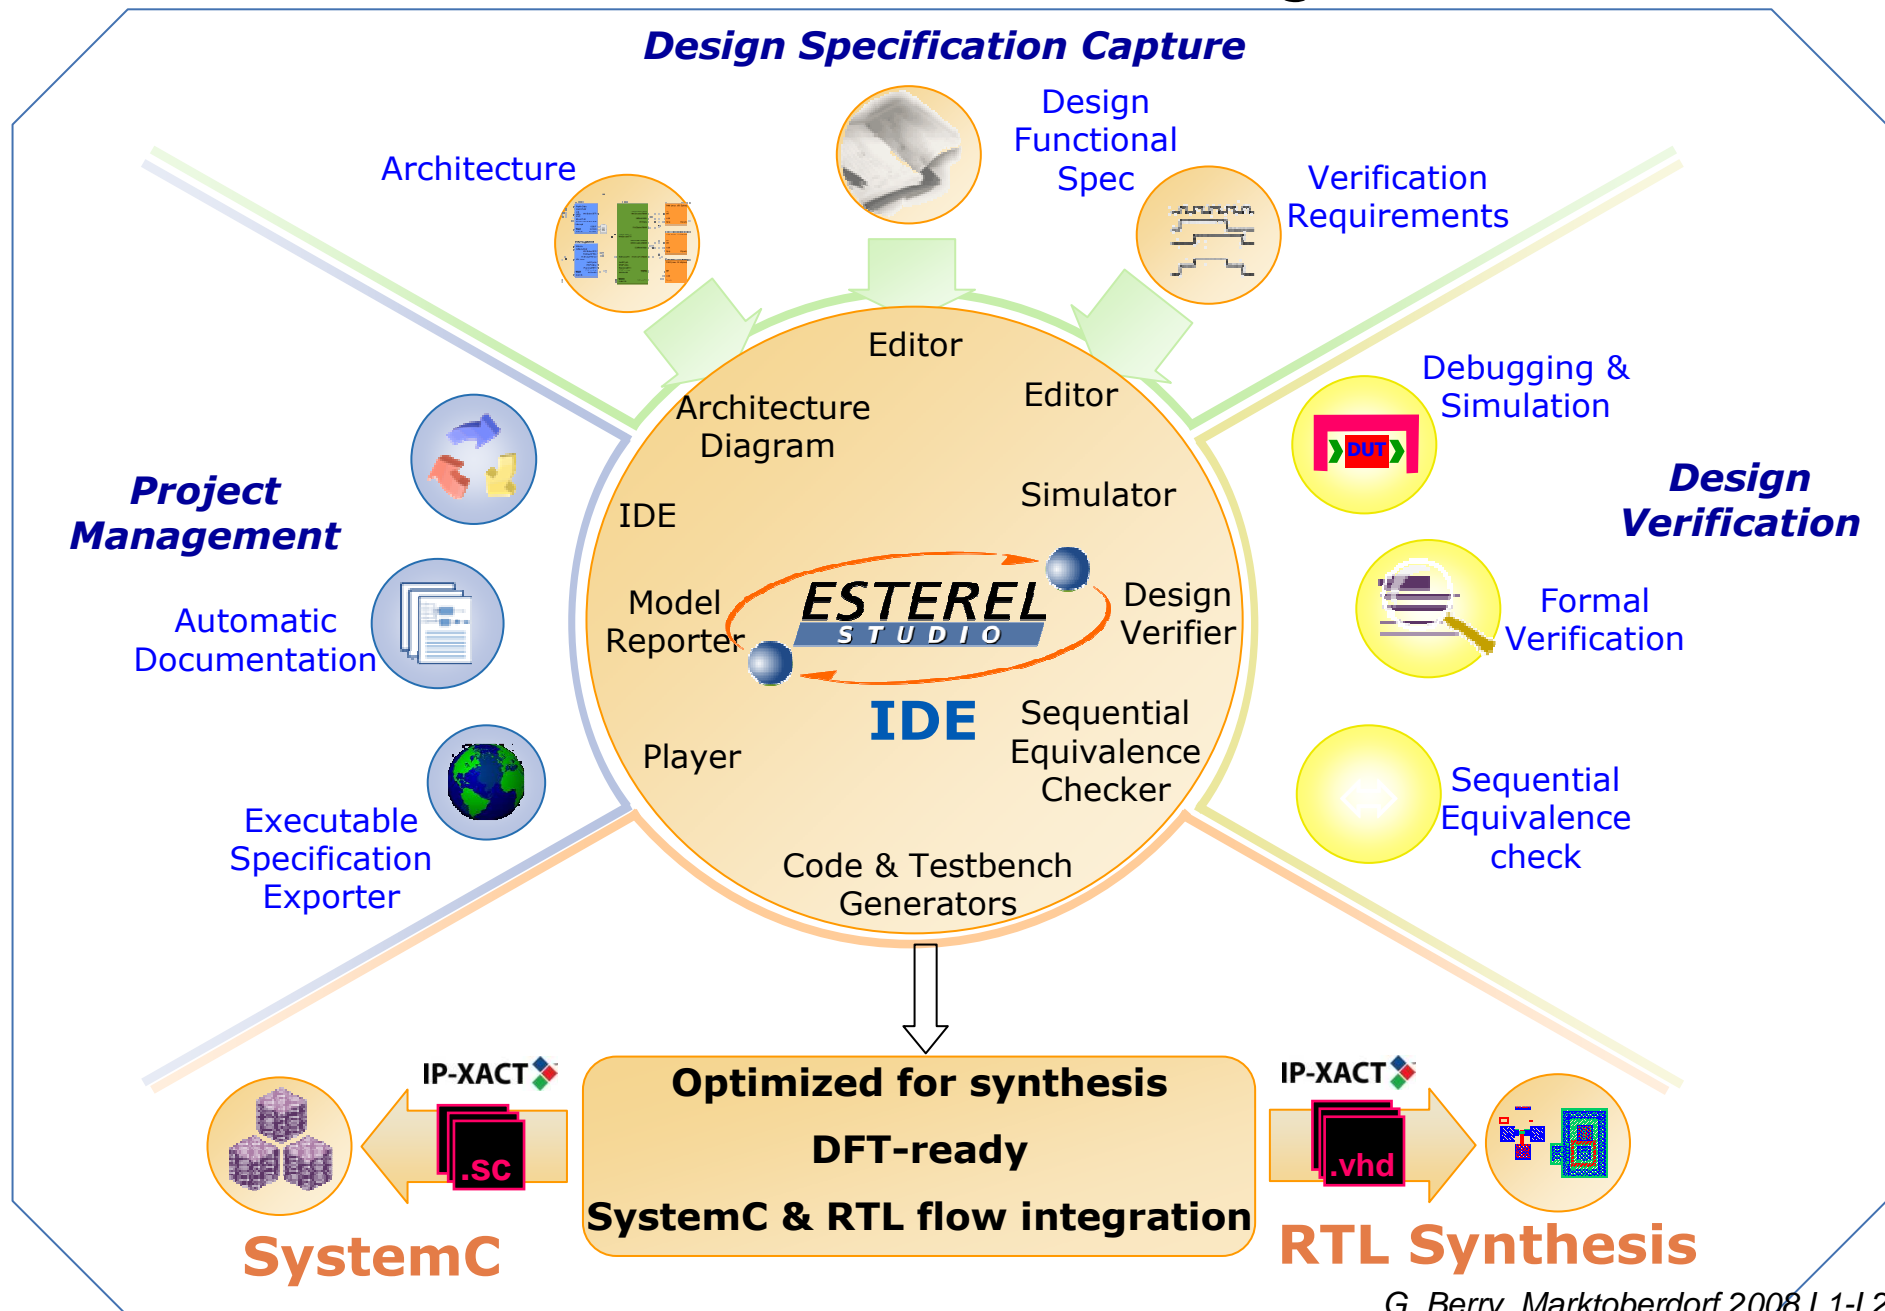 Design Specification Capture
Design
Functional
Spec
Architecture
Verification
Requirements
Editor
Editor
Architecture
Diagram
Debugging &
Simulation
DUT
Project
Management
Design
Verification
IDE
Simulator
Model
Reporter
ESTEREL
STUDIO
Design
Verifier
Automatic
Documentation
Formal
Verification
IDE
Player
Sequential
Equivalence
Checker
Executable
Specification
Exporter
Sequential
Equivalence
check
Code & Testbench
Generators
IP-XACT
.sc
Optimized for synthesis
DFT-ready
SystemC & RTL flow integration
IP-XACT
.vhd
SystemC
RTL Synthesis
G. Berry, Marktoberdorf 2008 L1-L2